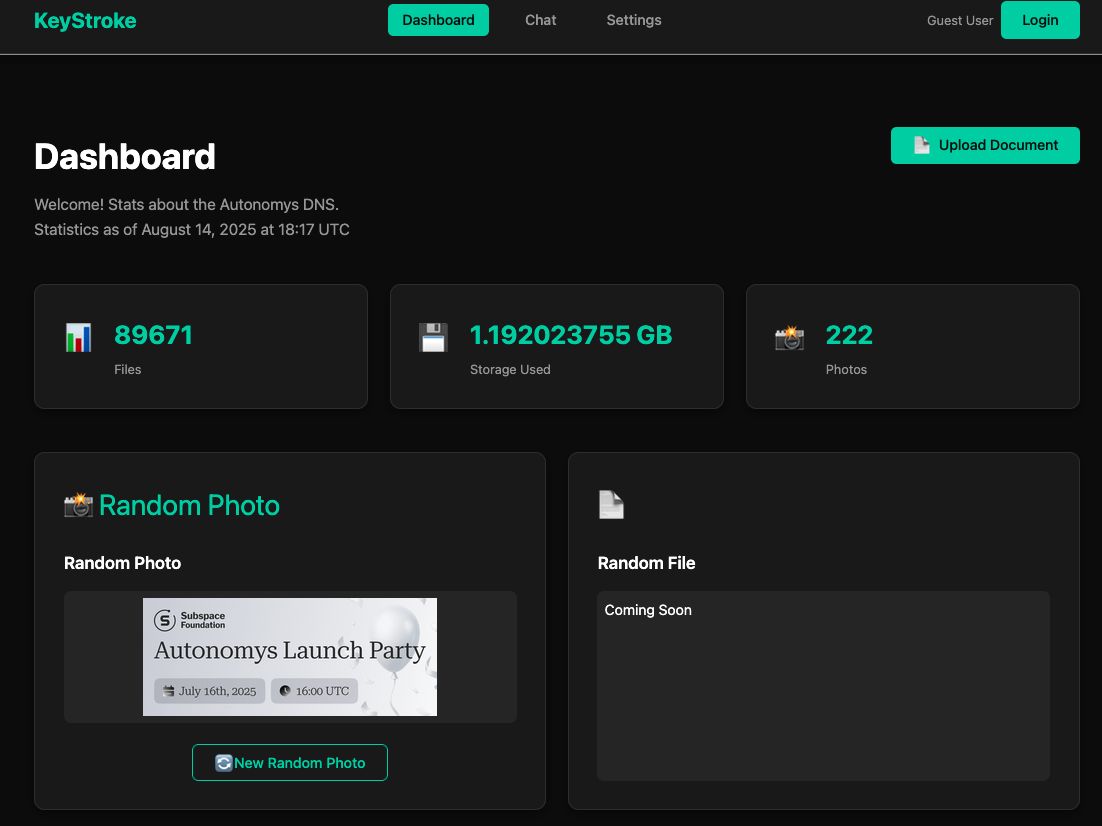 KeyStroke
Dashboard
Chat
Settings
Guest User
Login
Dashboard
Upload Document
Welcome! Stats about the Autonomys DNS.
Statistics as of August 14, 2025 at 18:17 UTC
89671
Files
1.192023755 GB
Storage Used
222
Photos
Random Photo
Random Photo
Subspace
Foundation
Autonomys Launch Party
July 16th, 2025
16:00 UTC
New Random Photo
Random File
Coming Soon